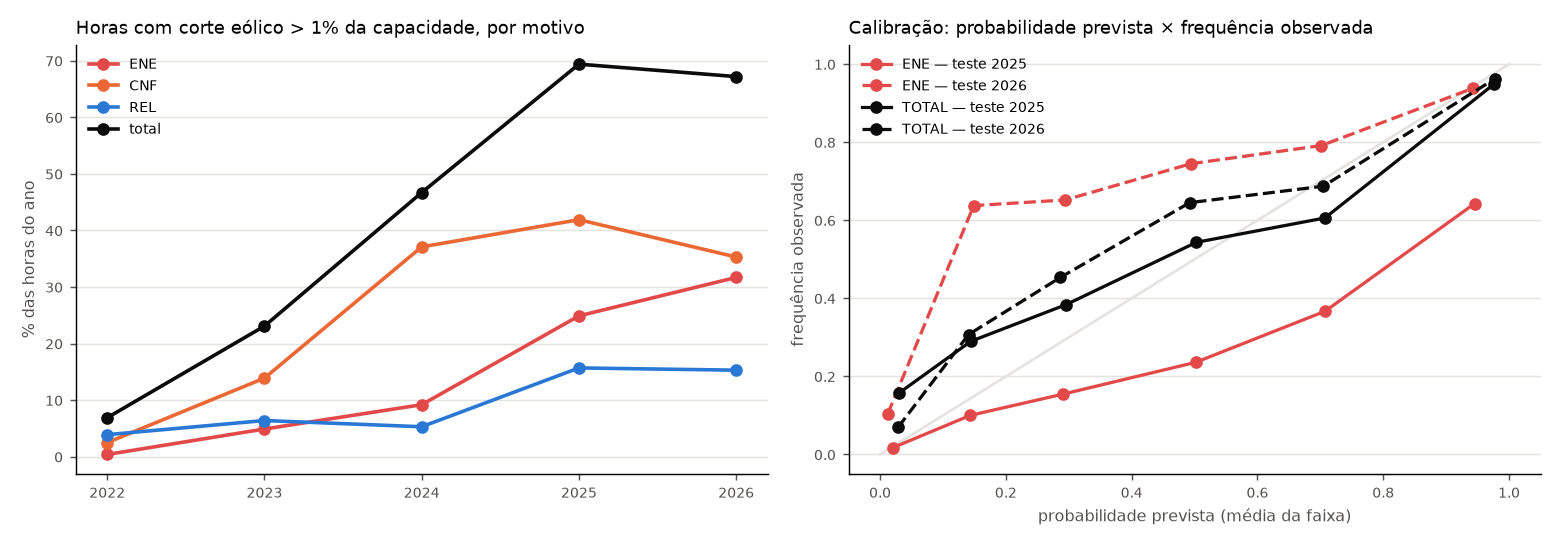 Horas com corte eólico > 1% da capacidade, por motivo
ENE
CNF
REL
total
% das horas do ano
70
60
50
40
30
20
10
0
2022 2023 2024 2025 2026
Calibração: probabilidade prevista × frequência observada
ENE — teste 2025
ENE — teste 2026
TOTAL — teste 2025
TOTAL — teste 2026
frequência observada
1.0
0.8
0.6
0.4
0.2
0.0
0.0 0.2 0.4 0.6 0.8 1.0
probabilidade prevista (média da faixa)